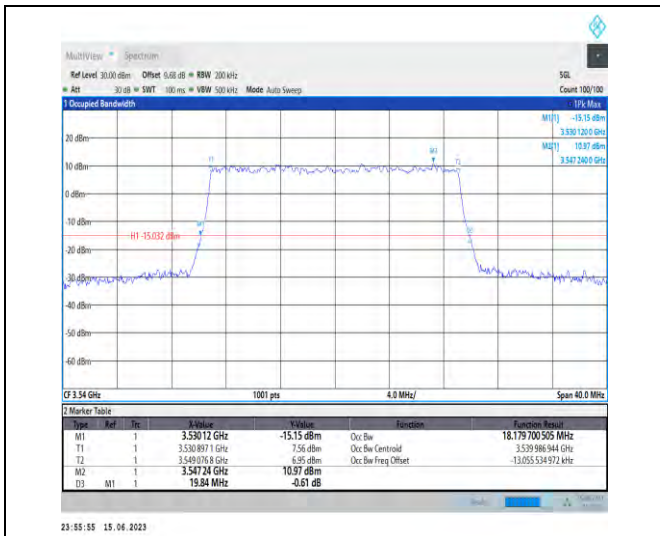 MultiView Spectrum
Ref Level 30.00 dBm Offset 9.68 dB RBW 200 kHz SGL
Att 30 dB SWT 100 ms VBW 500 kHz Mode Auto Sweep Count 100/100
1 Occupied Bandwidth 1Pk Max
M1[1] -15.15 dBm
3.530 120 0 GHz
20 dBm
M2[1] 10.97 dBm
3.547 240 0 GHz
M2
T1
10 dBm
0 dBm
-10 dBm
H1 -15.032 dBm
-30 dBm
-40 dBm
-50 dBm
-60 dBm
CF 3.54 GHz 1001 pts 4.0 MHz/ Span 40.0 MHz
2 Marker Table
Type Ref Trc X-Value Y-Value Function Function Result
M1 1 3.530 12 GHz -15.15 dBm Occ Bw 18.179 700 505 MHz
T1 1 3.530 897 1 GHz 7.56 dBm Occ Bw Centroid 3.539 986 944 GHz
T2 1 3.549 076 8 GHz 6.95 dBm Occ Bw Freq Offset -13.055 534 972 kHz
M2 1 3.547 24 GHz 10.97 dBm
D3 M1 1 19.84 MHz -0.61 dB
23:55:55 15.06.2023